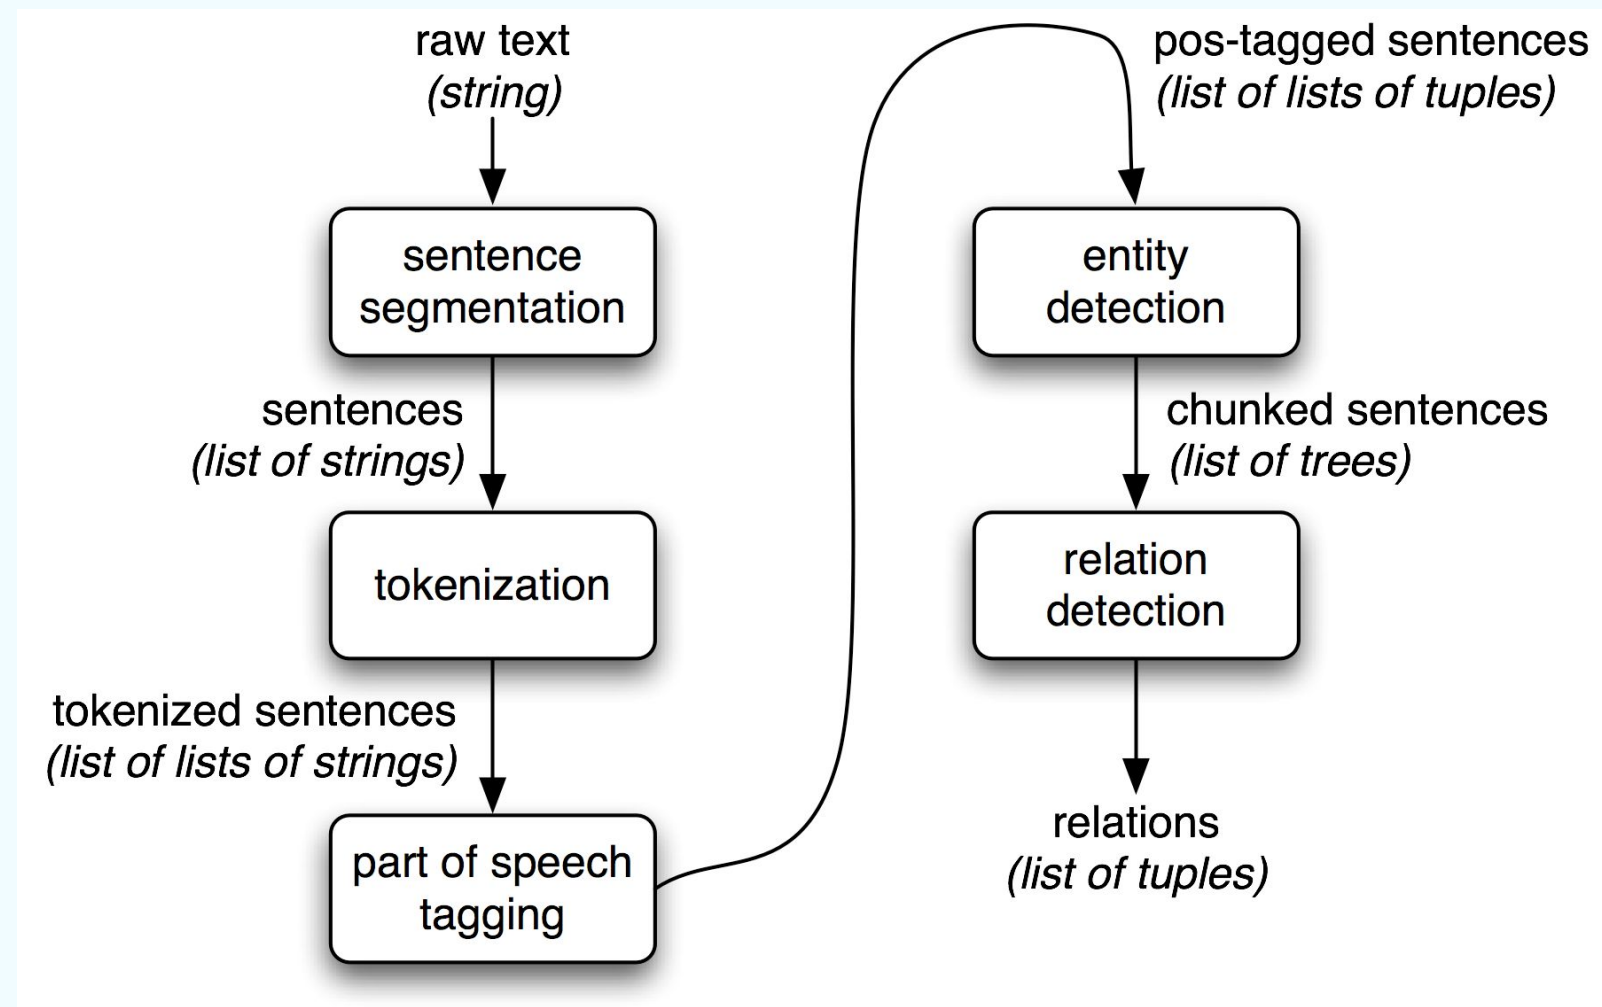 raw text
(string)
sentence
segmentation
sentences
(list of strings)
tokenization
tokenized sentences
(list of lists of strings)
part of speech
tagging
pos-tagged sentences
(list of lists of tuples)
entity
detection
chunked sentences
(list of trees)
relation
detection
relations
(list of tuples)